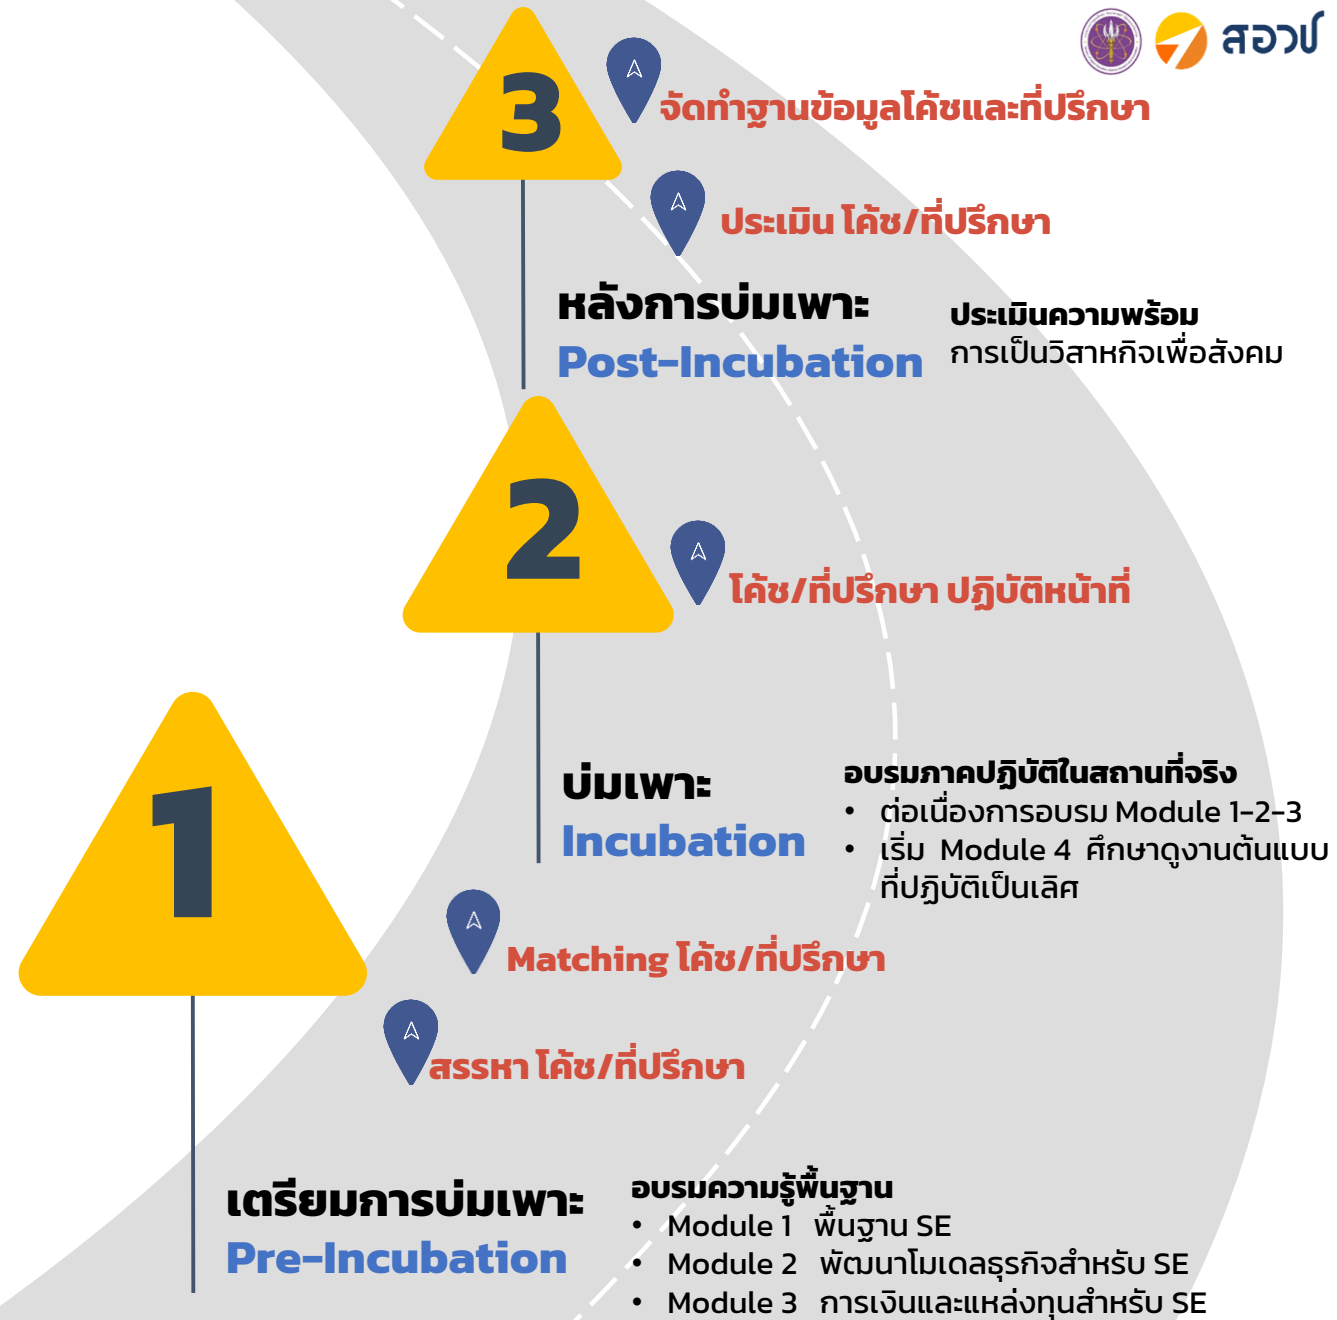 สอวช
3
จัดทำฐานข้อมูลโค้ชและที่ปรึกษา
ประเมิน โค้ช/ที่ปรึกษา
หลังการบ่มเพาะ
Post-Incubation
ประเมินความพร้อม
การเป็นวิสาหกิจเพื่อสังคม
2
โค้ช/ที่ปรึกษา ปฏิบัติหน้าที่
บ่มเพาะ
Incubation
อบรมภาคปฏิบัติในสถานที่จริง
• ต่อเนื่องการอบรม Module 1-2-3
• เริ่ม Module 4 ศึกษาดูงานต้นแบบ
ที่ปฏิบัติเป็นเลิศ
1
Matching โค้ช/ที่ปรึกษา
สรรหา โค้ช/ที่ปรึกษา
เตรียมการบ่มเพาะ
Pre-Incubation
อบรมความรู้พื้นฐาน
• Module 1 พื้นฐาน SE
• Module 2 พัฒนาโมเดลธุรกิจสำหรับ SE
• Module 3 การเงินและแหล่งทุนสำหรับ SE